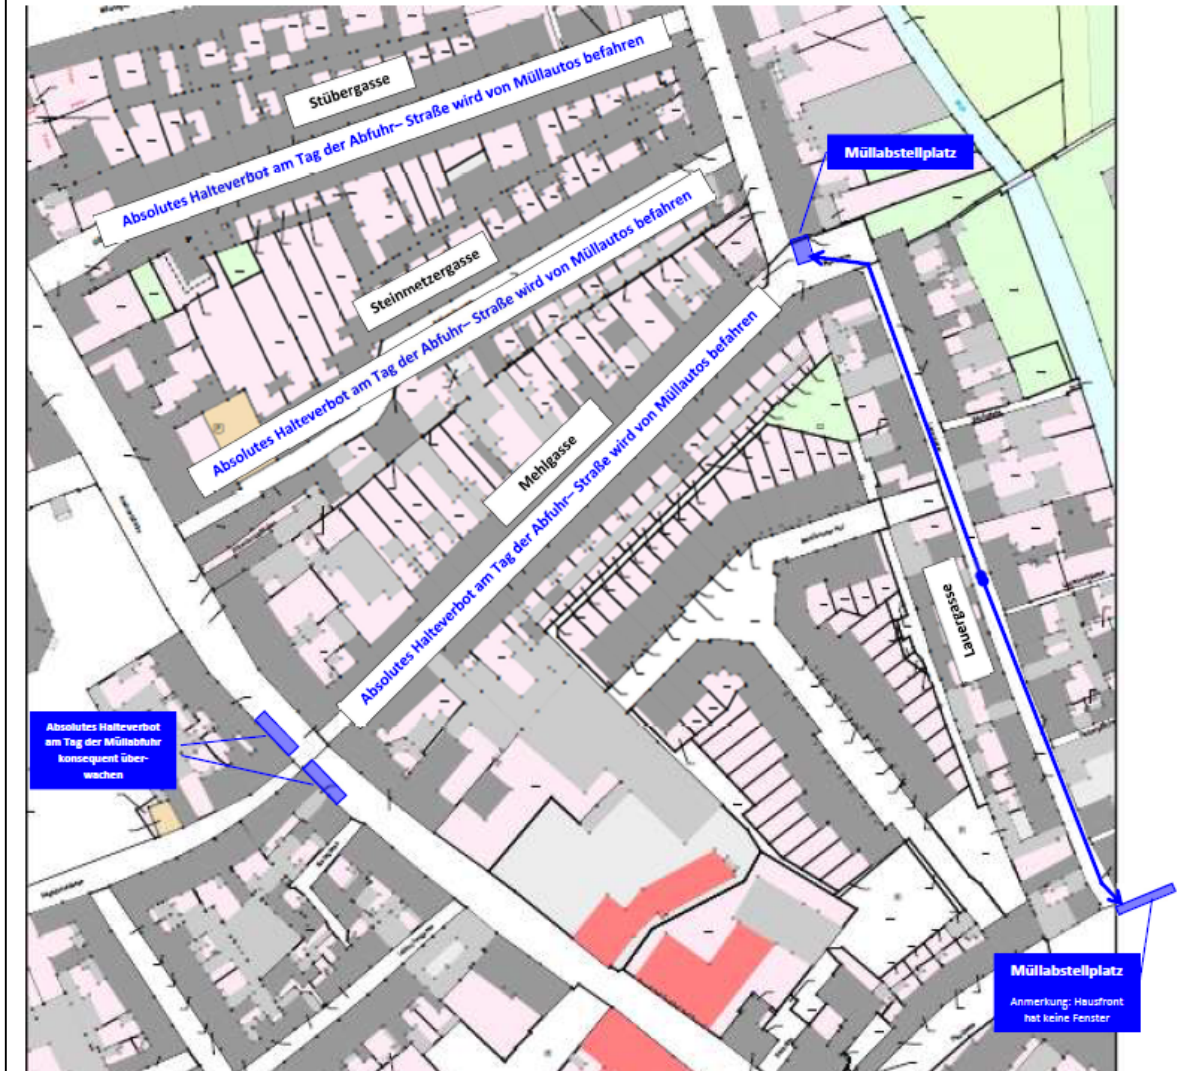 Stübergasse
Absolutes Halteverbot am Tag der Abfuhr– Straße wird von Müllautos befahren
Müllabstellplatz
Steinmetzergasse
Absolutes Halteverbot am Tag der Abfuhr– Straße wird von Müllautos befahren
Mehlgasse
Absolutes Halteverbot am Tag der Abfuhr– Straße wird von Müllautos befahren
Lauergasse
Absolutes Halteverbot
am Tag der Müllabfuhr
konsequent über-
wachen
Müllabstellplatz
Anmerkung: Hausfront
hat keine Fenster